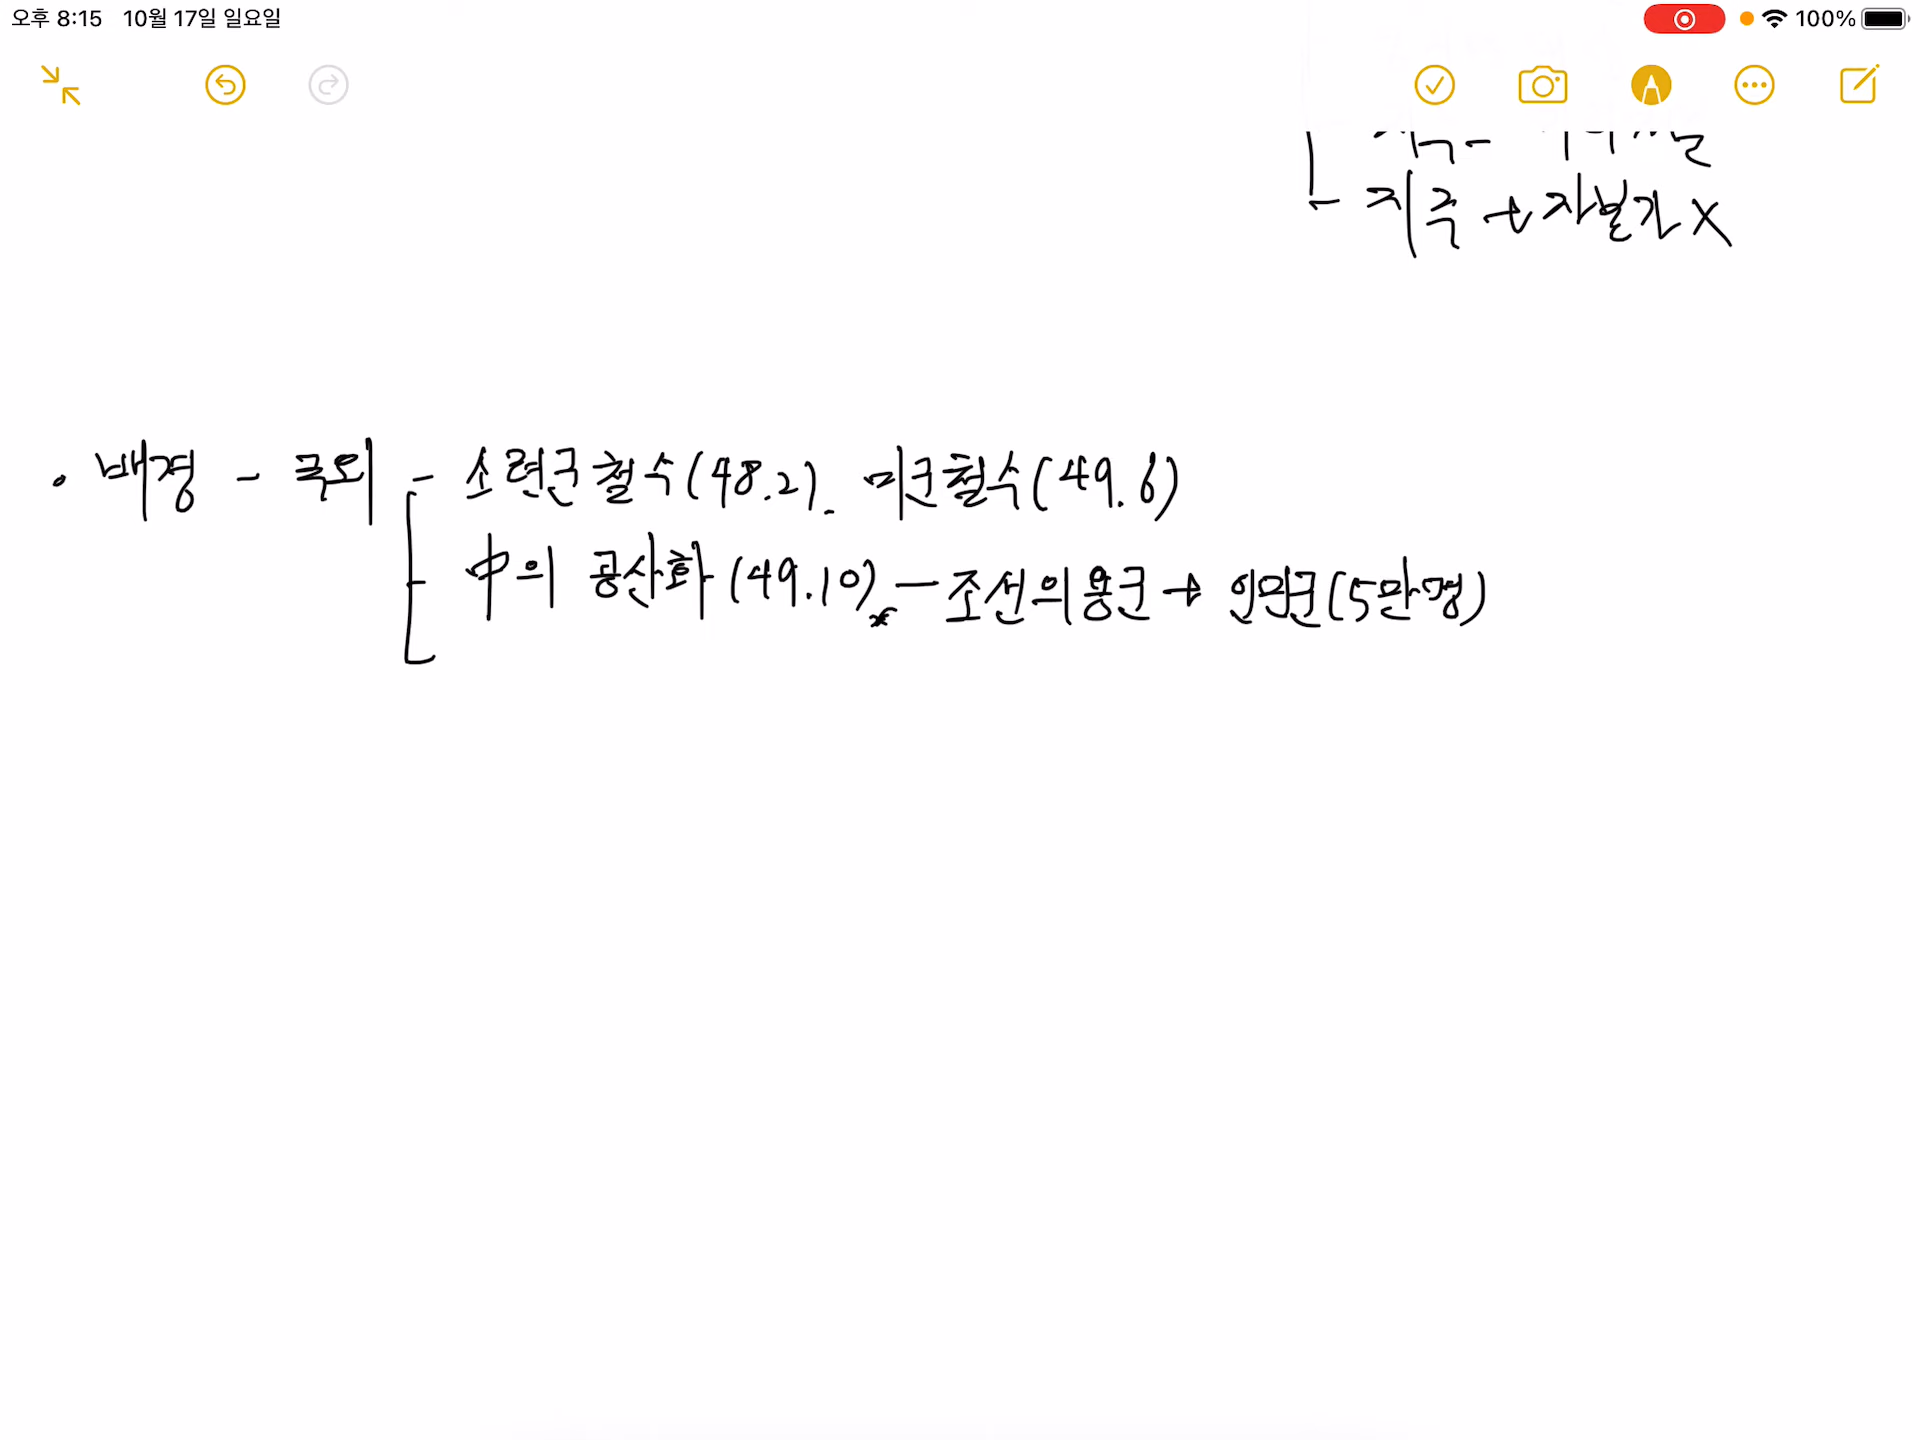 오후 8:15 10월 17일 일요일 100%
지주 → 자본가 X
· 배경 - 국외 - 소련군 철수(48.2). 미군철수(49.6)
- 中의 공산화(49.10) - 조선의용군 → 인민군(5만명)